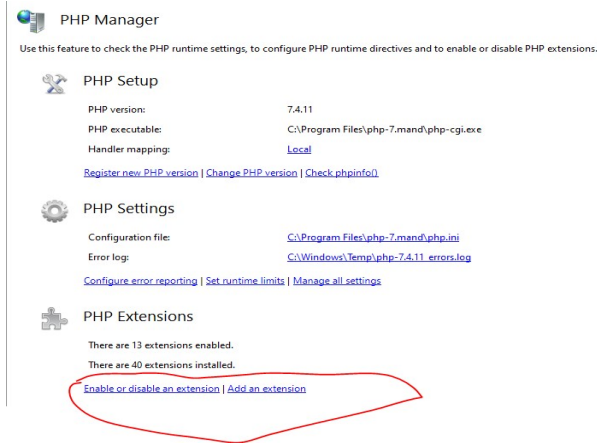 PHP Manager
Use this feature to check the PHP runtime settings, to configure PHP runtime directives and to enable or disable PHP extensions.
PHP Setup
PHP version: 7.4.11
PHP executable: C:\Program Files\php-7.mand\php-cgi.exe
Handler mapping: Local
Register new PHP version | Change PHP version | Check phpinfo()
PHP Settings
Configuration file: C:\Program Files\php-7.mand\php.ini
Error log: C:\Windows\Temp\php-7.4.11_errors.log
Configure error reporting | Set runtime limits | Manage all settings
PHP Extensions
There are 13 extensions enabled.
There are 40 extensions installed.
Enable or disable an extension | Add an extension